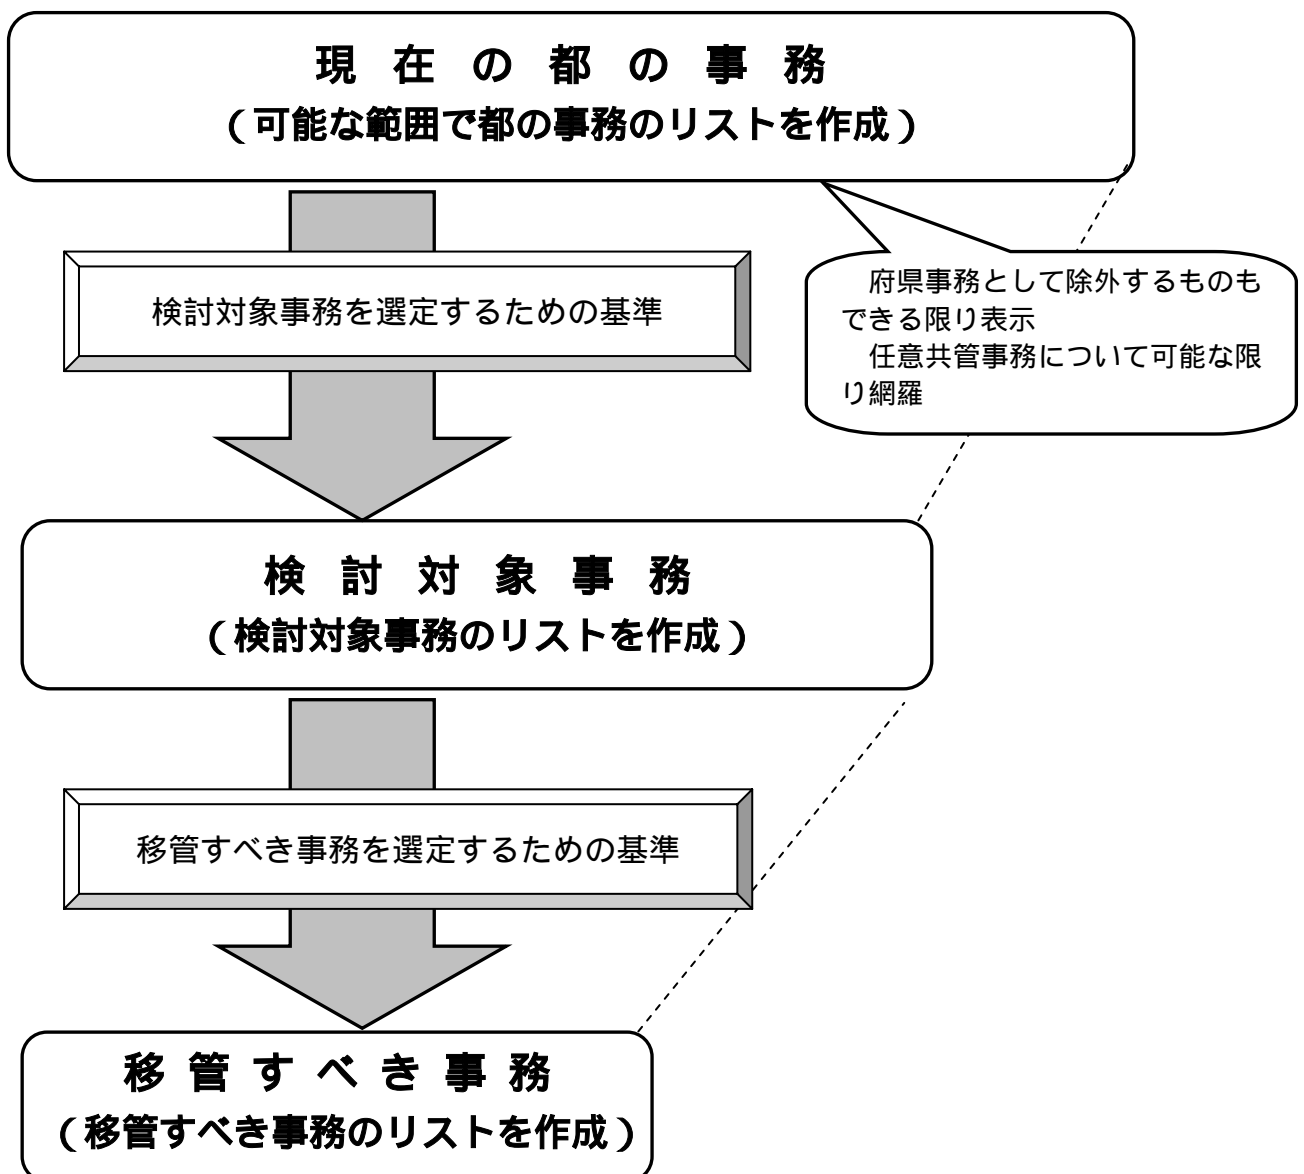 現在の都の事務
(可能な範囲で都の事務のリストを作成)
検討対象事務を選定するための基準
府県事務として除外するものも
できる限り表示
任意共管事務について可能な限
り網羅
検討対象事務
(検討対象事務のリストを作成)
移管すべき事務を選定するための基準
移管すべき事務
(移管すべき事務のリストを作成)